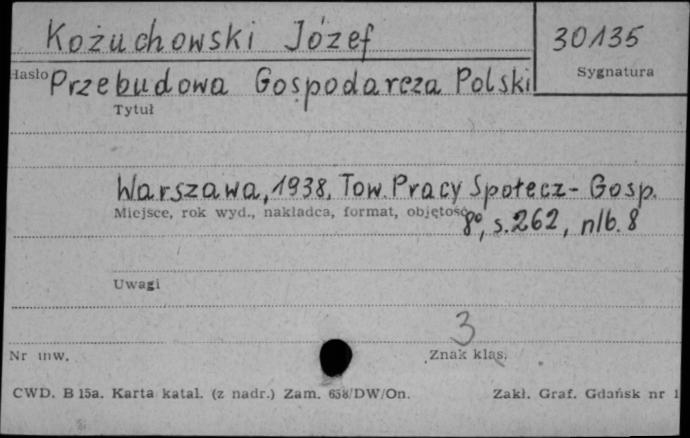 Kożuchowski Józef
30135
Hasło
Sygnatura
Przebudowa Gospodarcza Polski
Tytuł
Warszawa, 1938, Tow. Pracy Społecz- Gosp.
Miejsce, rok wyd., nakładca, format, objętość
8°, s. 262, nlb. 8
Uwagi
3
Nr inw.
Znak klas.
CWD. B 15a. Karta katal. (z nadr.) Zam. 658/DW/On.
Zakł. Graf. Gdańsk nr 1